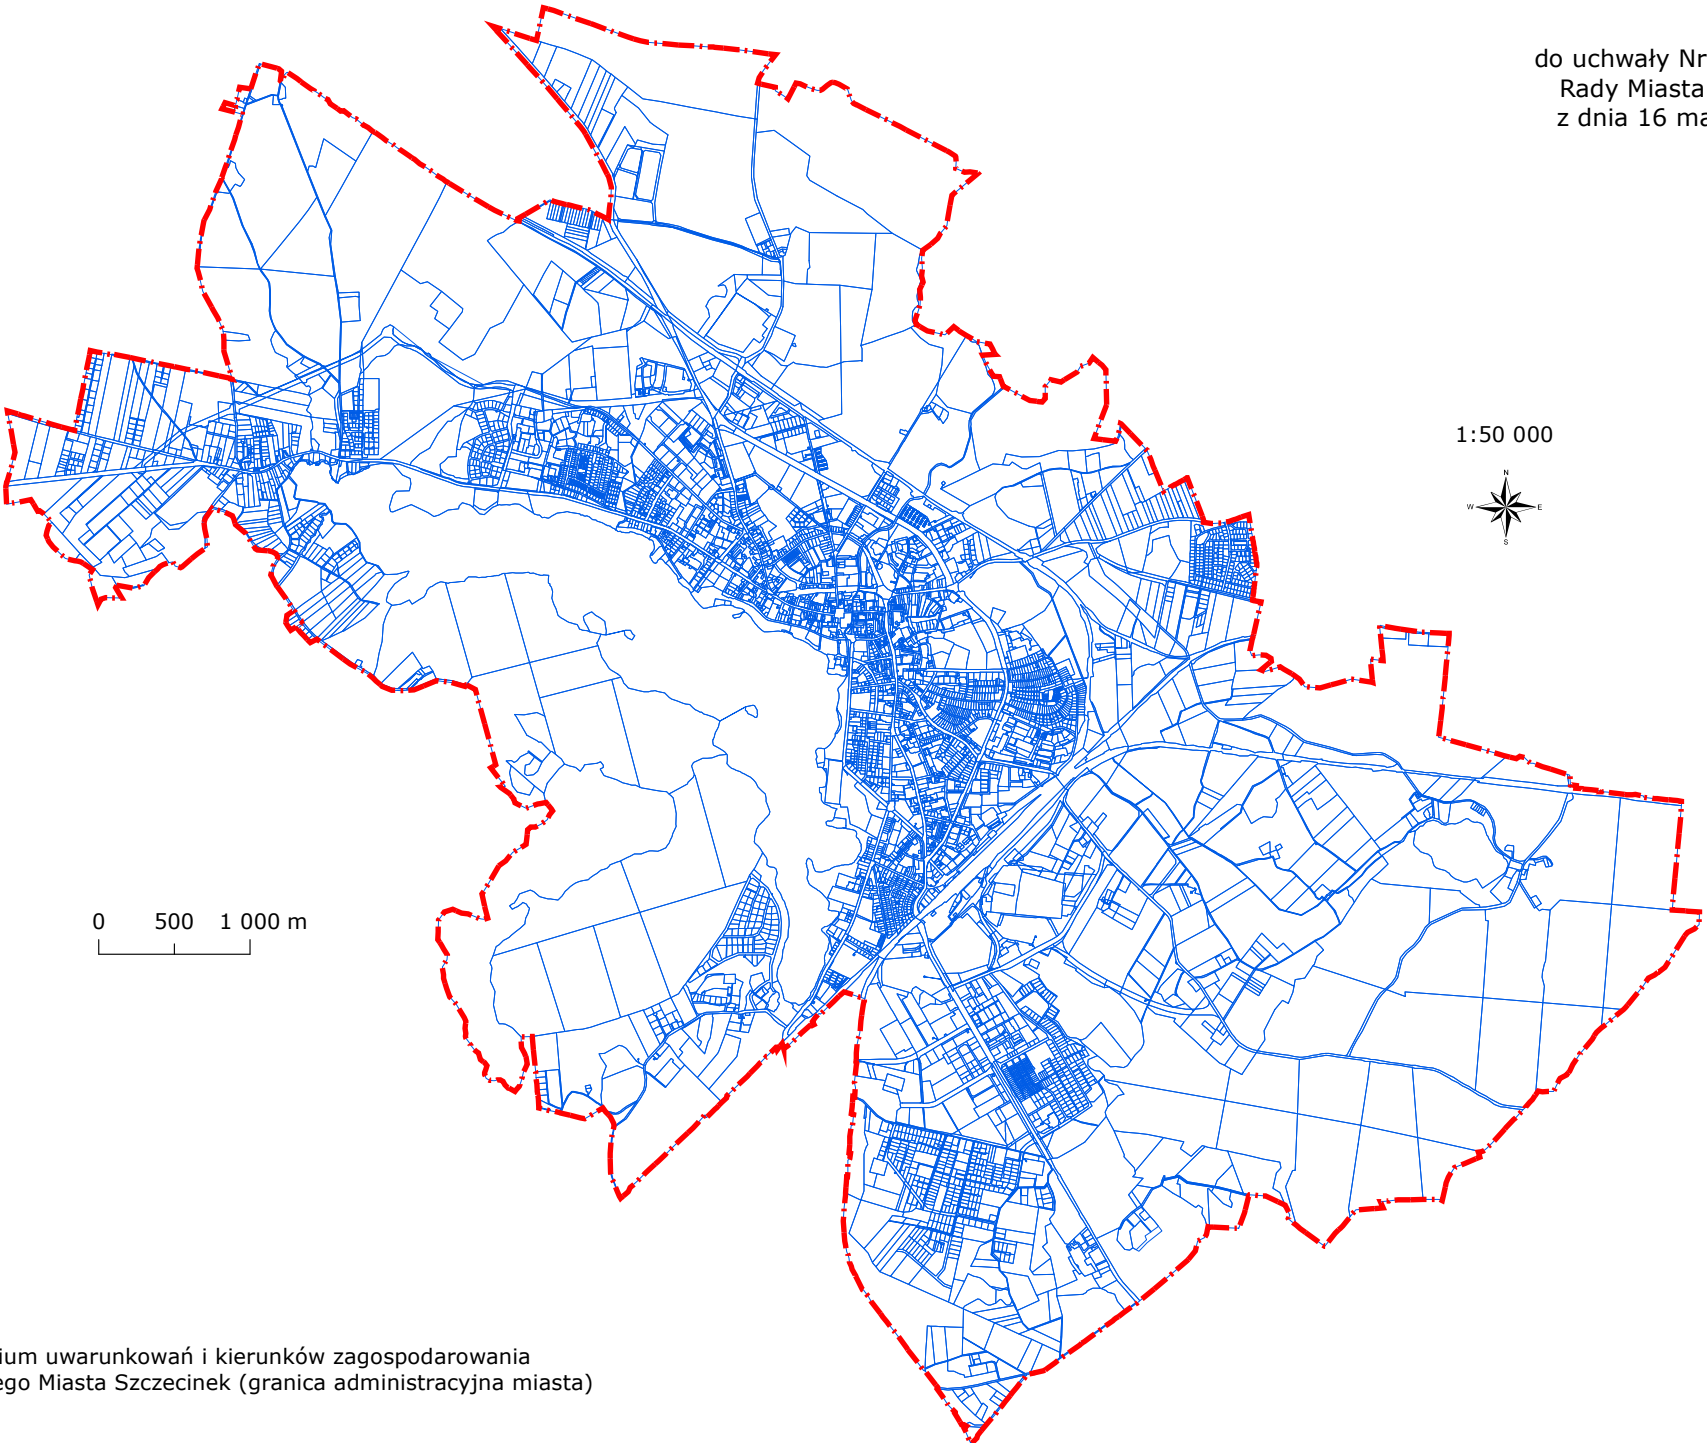 do uchwały Nr
Rady Miasta
z dnia 16 ma
1:50 000
N
W E
S
0 500 1 000 m
ium uwarunkowań i kierunków zagospodarowania
ego Miasta Szczecinek (granica administracyjna miasta)